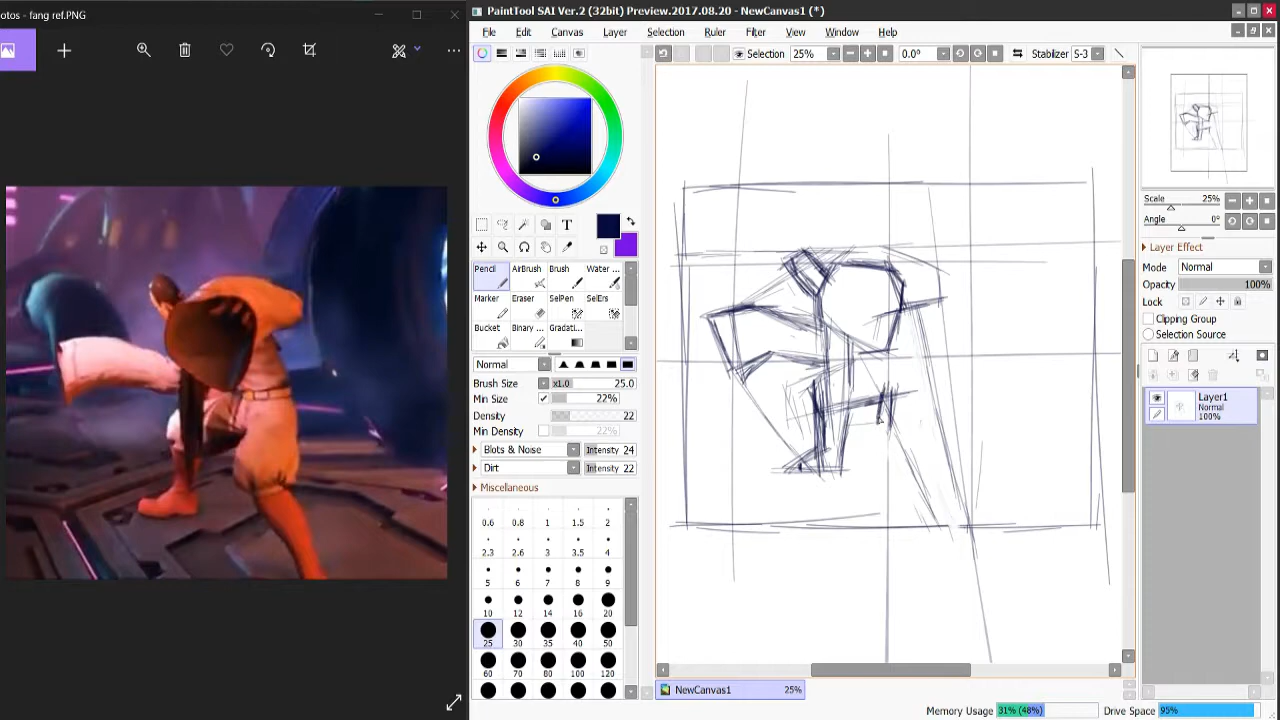 otos - fang ref.PNG
PaintTool SAI Ver.2 (32bit) Preview.2017.08.20 - NewCanvas1 (*)
File Edit Canvas Layer Selection Filter Ruler View Window Help
Selection 25% 0.0º Stabilizer S-3
Scale 25%
Angle 0º
Layer Effect
Mode Normal
Opacity 100%
Lock
Clipping Group
Selection Source
Layer1
Normal
100%
Pencil AirBrush Brush Water ...
Marker Eraser SelPen SelErs
Bucket Binary ... Gradati...
Normal
Brush Size x1.0 25.0
Min Size 22%
Density 22
Min Density 22%
Blots & Noise Intensity 24
Dirt Intensity 22
Miscellaneous
0.6 0.8 1 1.5 2
2.3 2.6 3 3.5 4
5 6 7 8 9
10 12 14 16 20
25 30 35 40 50
60 70 80 100 120
NewCanvas1 25%
Memory Usage 31% (48%) Drive Space 95%